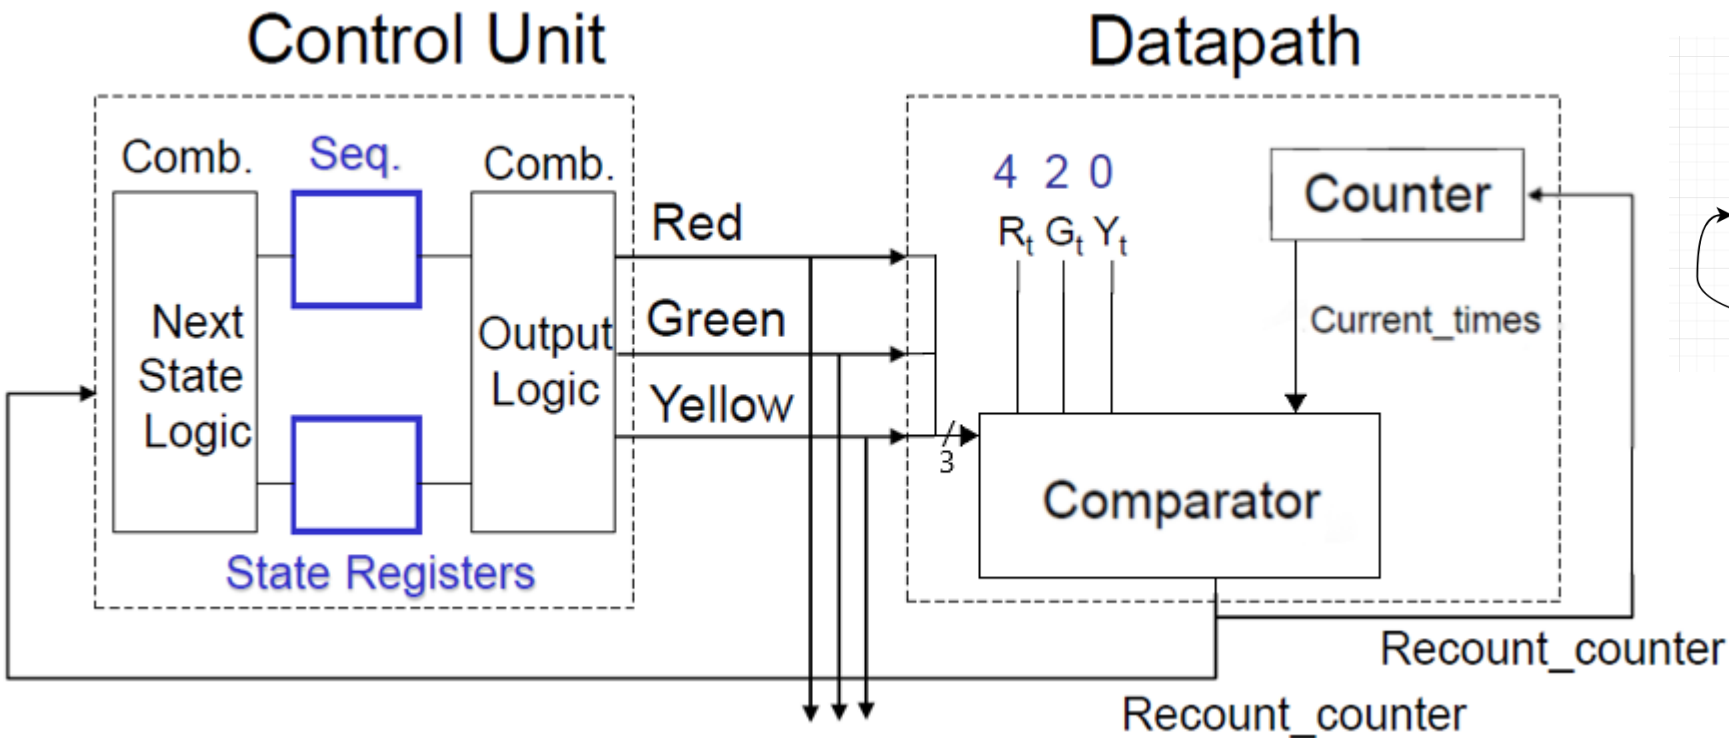 Control Unit
Datapath
Comb.
Seq.
Comb.
Next
State
Logic
Output
Logic
State Registers
Red
Green
Yellow
3
4 2 0
Rt Gt Yt
Counter
Current_times
Comparator
Recount_counter
Recount_counter